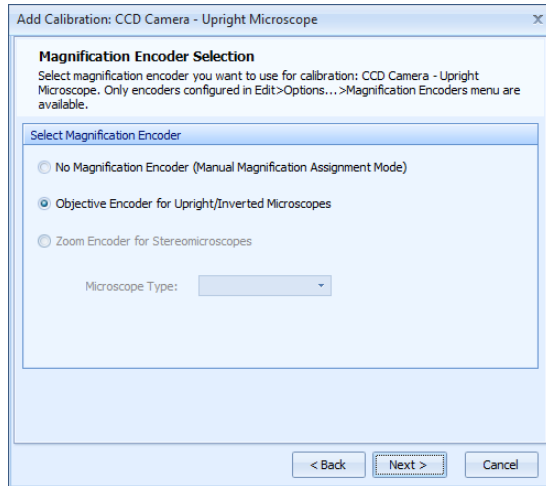 Add Calibration: CCD Camera - Upright Microscope
Magnification Encoder Selection
Select magnification encoder you want to use for calibration: CCD Camera - Upright
Microscope. Only encoders configured in Edit>Options...>Magnification Encoders menu are
available.
Select Magnification Encoder
No Magnification Encoder (Manual Magnification Assignment Mode)
Objective Encoder for Upright/Inverted Microscopes
Zoom Encoder for Stereomicroscopes
Microscope Type:
< Back Next > Cancel